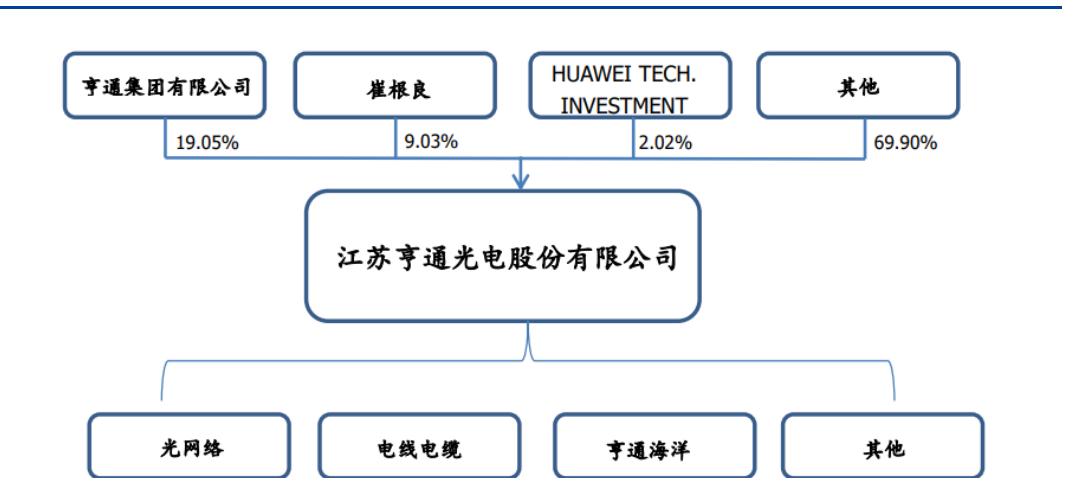 亨通集团有限公司
崔根良
HUAWEI TECH.
INVESTMENT
其他
19.05%
9.03%
2.02%
69.90%
江苏亨通光电股份有限公司
光网络
电线电缆
亨通海洋
其他